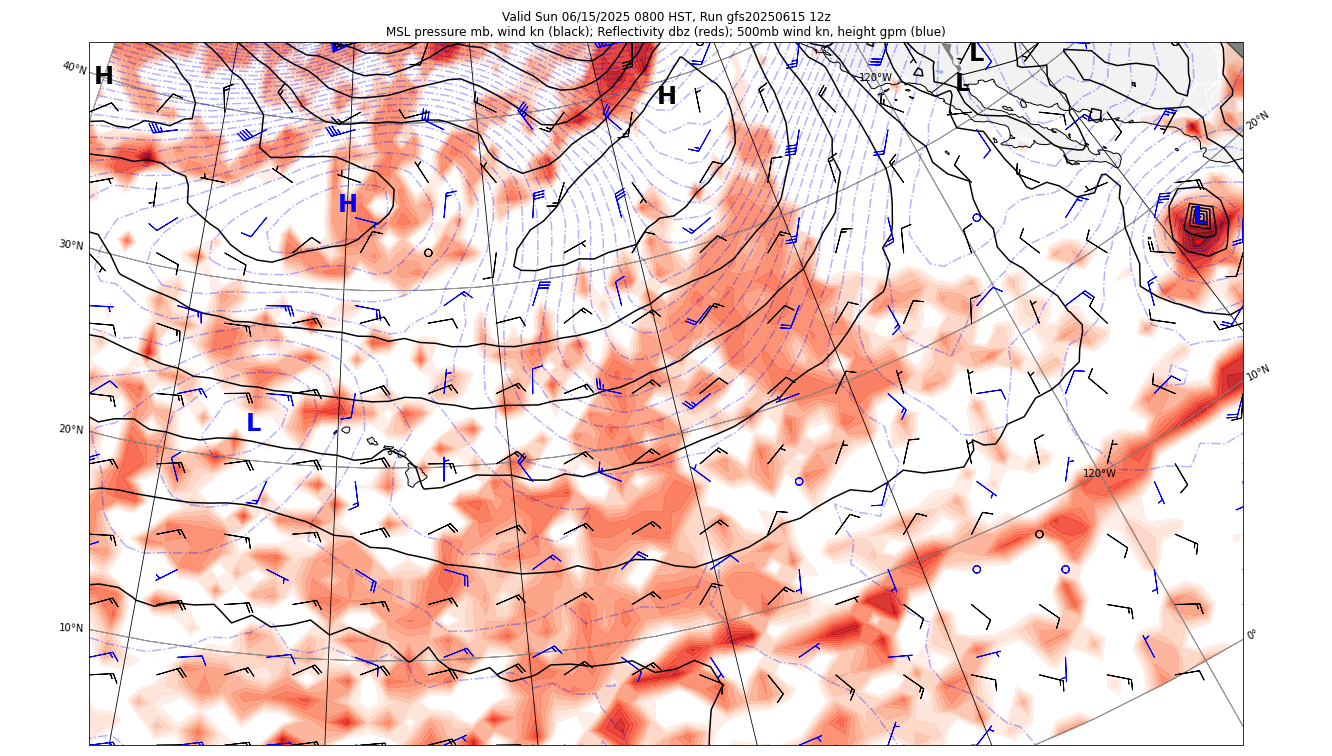 Valid Sun 06/15/2025 0800 HST, Run gfs20250615 12z
MSL pressure mb, wind kn (black); Reflectivity dbz (reds); 500mb wind kn, height gpm (blue)
L
40°N
H
120°W
L
H
20°N
H
L
30°N
10°N
L
20°N
120°W
10°N
0°